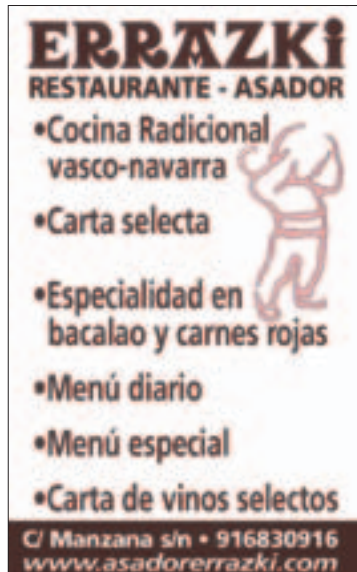 ERRAZKi
RESTAURANTE - ASADOR
•Cocina Radicional
vasco-navarra
•Carta selecta
•Especialidad en
bacalao y carnes rojas
•Menú diario
•Menú especial
•Carta de vinos selectos
C/ Manzana s/n • 916830916
www.asadorerrazki.com